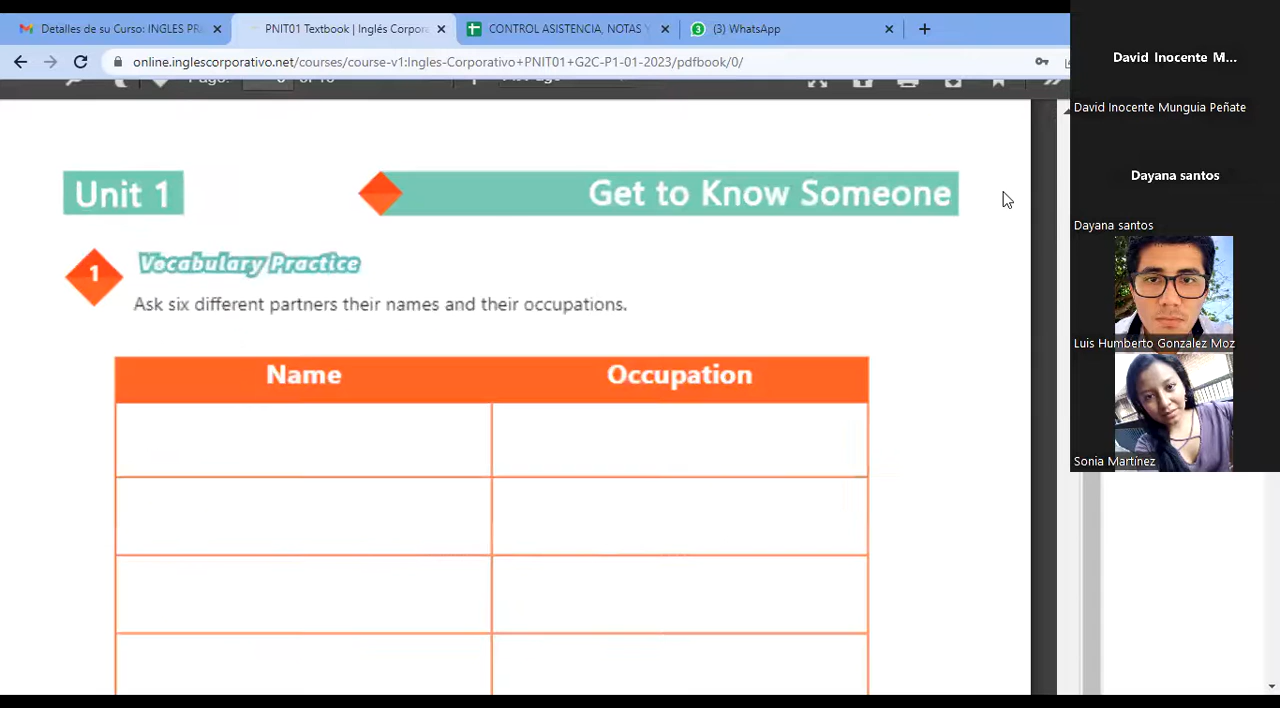 Detalles de su Curso: INGLES PR
PNIT01 Textbook | Inglés Corpora
CONTROL ASISTENCIA, NOTAS Y
3
(3) WhatsApp
online.inglescorporativo.net/courses/course-v1:Ingles-Corporativo+PNIT01+G2C-P1-01-2023/pdfbook/0/
Unit 1
Get to Know Someone
1
Vocabulary Practice
Ask six different partners their names and their occupations.
Name
Occupation
David Inocente M...
David Inocente Munguia Peñate
Dayana santos
Dayana santos
Luis Humberto Gonzalez Moz
Sonia Martínez